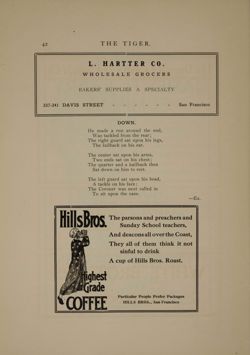 42
THE TIGER.
L. HARTTER CO.
WHOLESALE GROCERS
BAKERS' SUPPLIES A SPECIALTY
DAVIS STREET - - - - - - San Francisco
DOWN.
He made a run around the end,
Was tackled from the rear;
The right guard sat upon his legs,
The fullback on his ear.
The center sat upon his arms,
Two ends sat on his chest;
The quarter and a halfback then
Sat down on him to rest.
The left guard sat upon his head,
A tackle on his face;
The Coroner was next called in
To sit upon the case.
—Ex.
Hills Bros.
Highest
Grade
COFFEE
The parsons and preachers and
Sunday School teachers,
And deacons all over the Coast,
They all of them think it not
sinful to drink
A cup of Hills Bros. Roast.
Particular People Prefer Packages
HILLS BROS., San Francisco